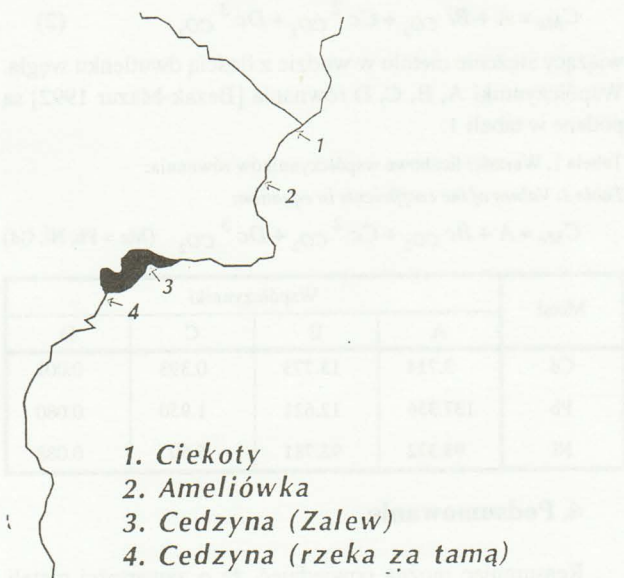 1
2
3
4
1. Ciekoty
2. Ameliówka
3. Cedzyna (Zalew)
4. Cedzyna (rzeka za tamą)